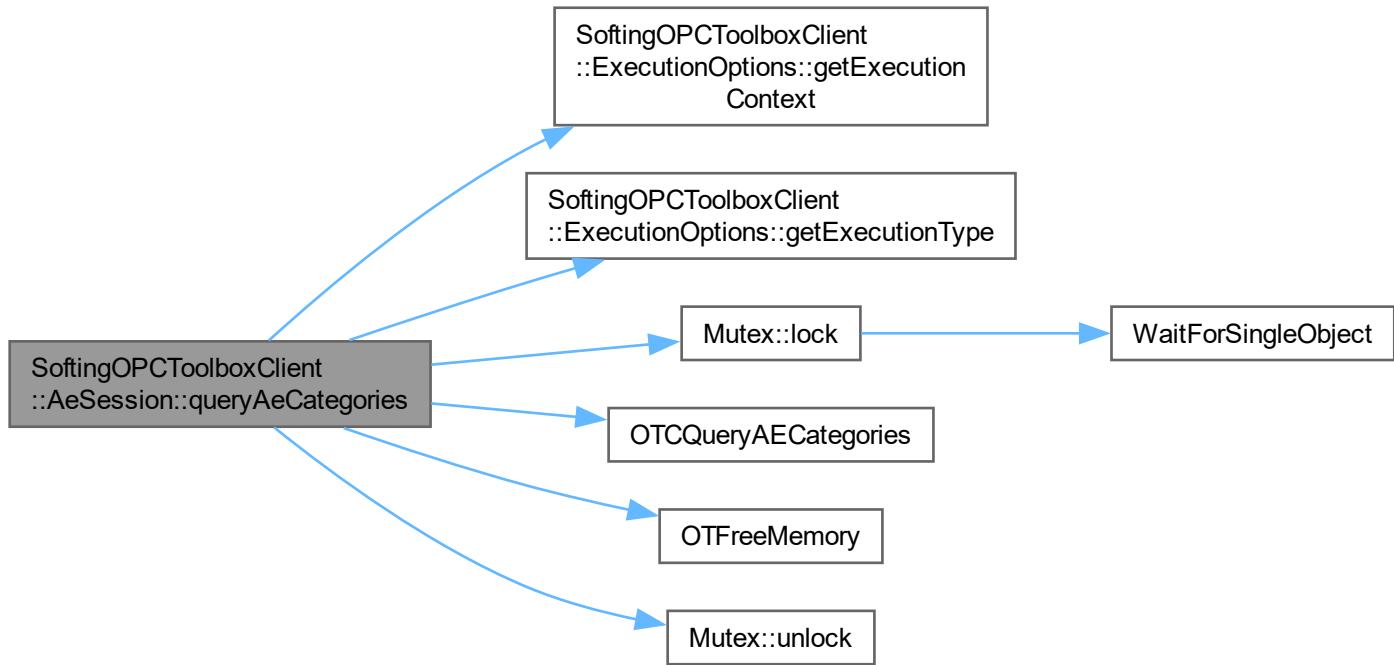 SoftingOPCToolboxClient
::ExecutionOptions::getExecution
Context
SoftingOPCToolboxClient
::ExecutionOptions::getExecutionType
Mutex::lock
WaitForSingleObject
SoftingOPCToolboxClient
::AeSession::queryAeCategories
OTCQueryAECategories
OTFreeMemory
Mutex::unlock